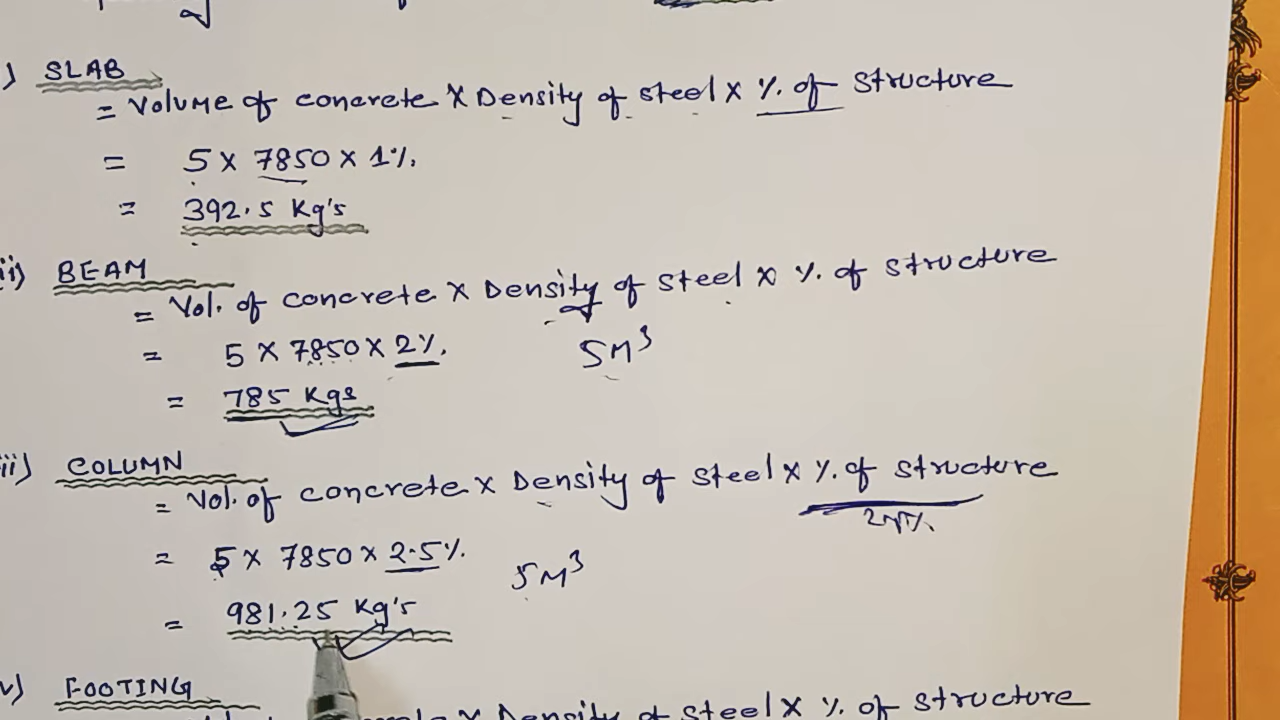 i) SLAB
= Volume of concrete x Density of steel x % of structure
= 5 x 7850 x 1%.
= 392.5 Kg's
ii) BEAM
= Vol. of concrete x Density of steel x % of structure
= 5 x 7850 x 2%.
5M³
= 785 Kgs
iii) COLUMN
= Vol. of concrete x Density of steel x % of structure
= 5 x 7850 x 2.5%.
5M³
= 981.25 Kg's
v) FOOTING
x Density of steel x % of structure